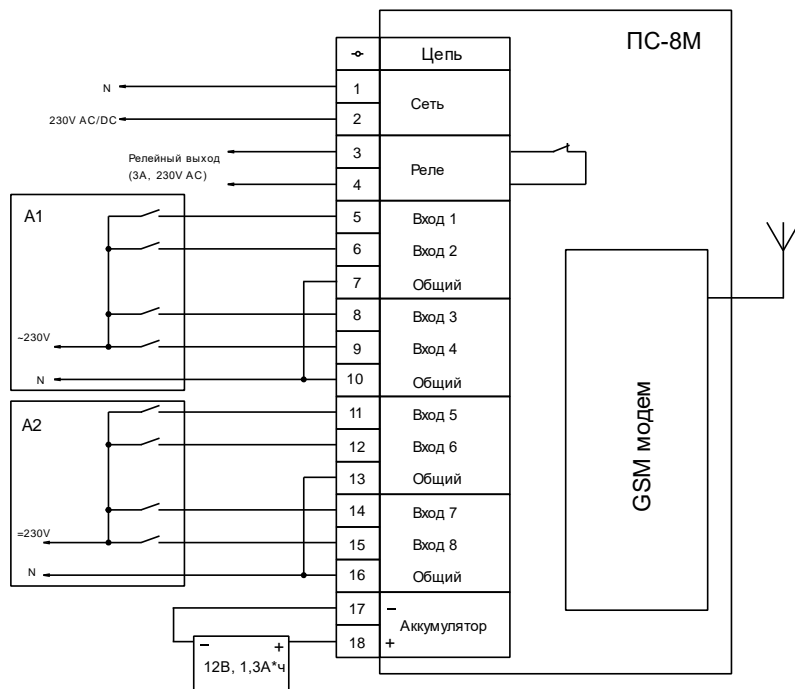 ПС-8М
Цепь
N
1
Сеть
230V AC/DC
2
3
Релейный выход
(3A, 230V AC)
Реле
4
A1
5
Вход 1
6
Вход 2
7
Общий
8
Вход 3
~230V
9
Вход 4
N
10
Общий
A2
11
Вход 5
12
Вход 6
13
Общий
14
Вход 7
=230V
15
Вход 8
N
16
Общий
17
−
Аккумулятор
18
+
− +
12В, 1,3А*ч
GSM модем